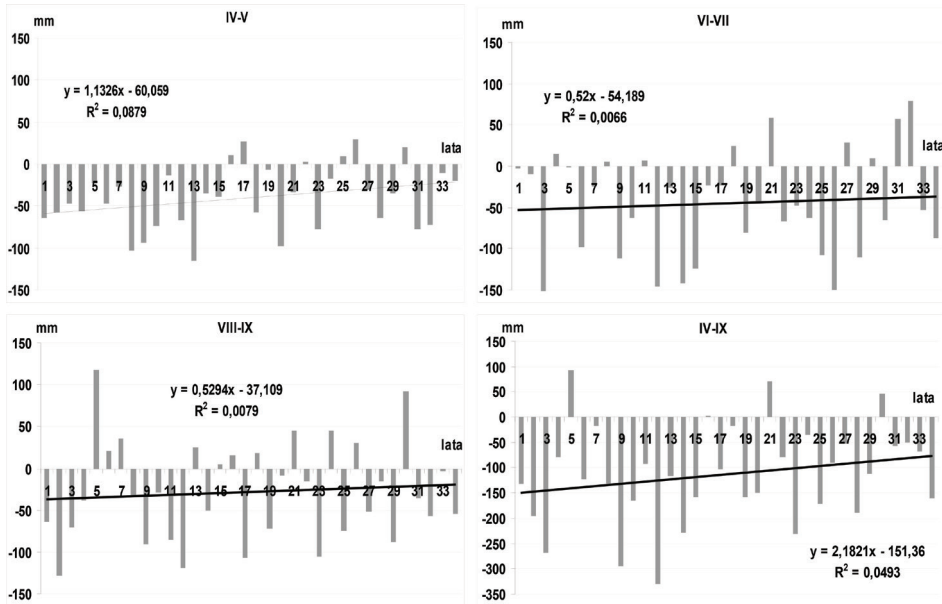 IV-V
mm
150
100
y = 1,1326x - 60,059
R² = 0,0879
50
lata
0
1 3 5 7 9 11 13 15 17 19 21 23 25 27 29 31 33
-50
-100
-150
VI-VII
mm
150
100
y = 0,52x - 54,189
R² = 0,0066
50
lata
0
1 3 5 7 9 11 13 15 17 19 21 23 25 27 29 31 33
-50
-100
-150
VIII-IX
mm
150
100
y = 0,5294x - 37,109
R² = 0,0079
50
lata
0
1 3 5 7 9 11 13 15 17 19 21 23 25 27 29 31 33
-50
-100
-150
IV-IX
mm
150
100
50
lata
0
1 3 5 7 9 11 13 15 17 19 21 23 25 27 29 31 33
-50
-100
-150
-200
-250
y = 2,1821x - 151,36
R² = 0,0493
-300
-350